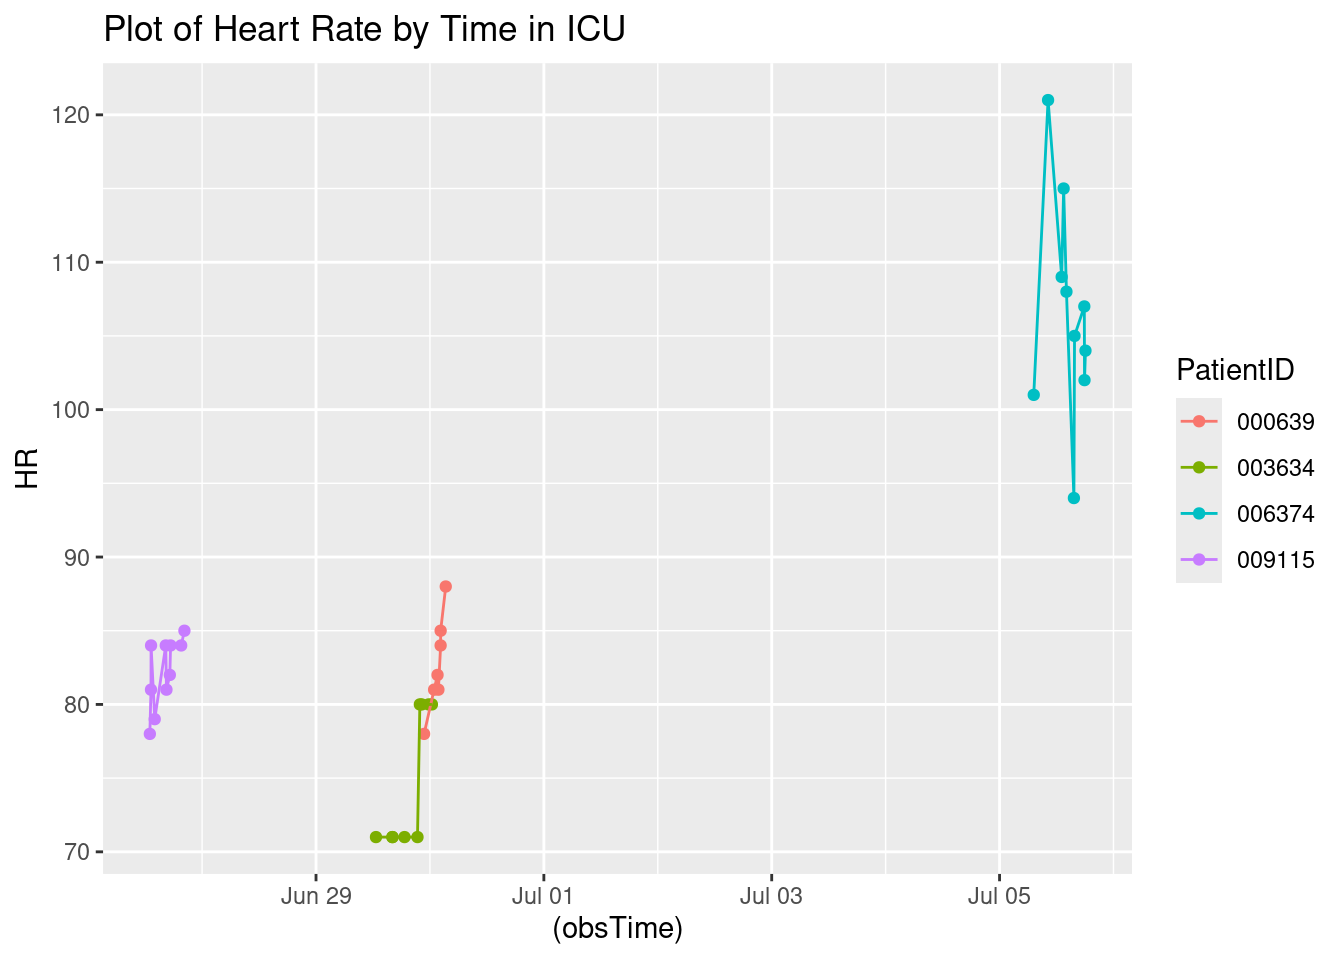 Plot of Heart Rate by Time in ICU
120
110
100
90
80
70
HR
Jun 29
Jul 01
Jul 03
Jul 05
(obsTime)
PatientID
000639
003634
006374
009115